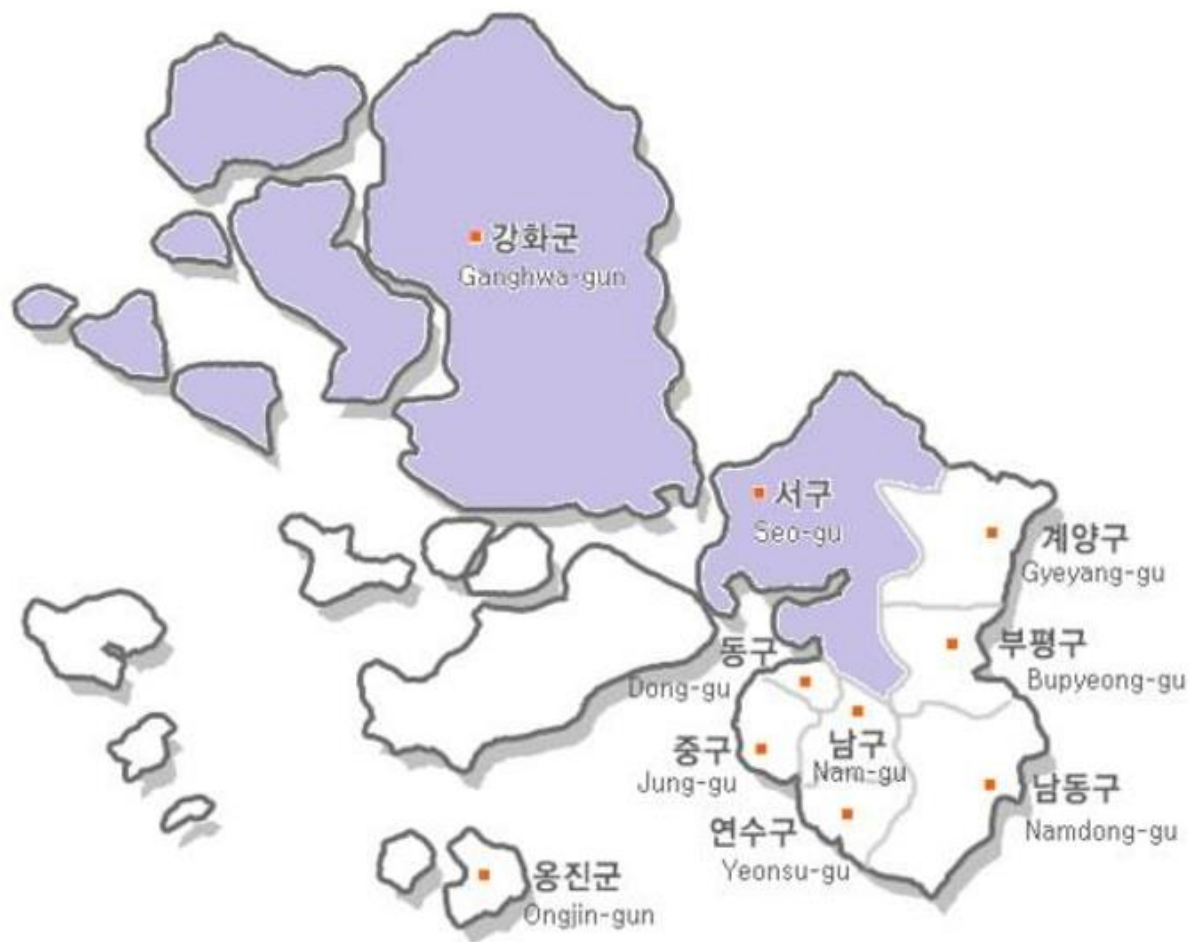 강화군
Ganghwa-gun
서구
Seo-gu
계양구
Gyeyang-gu
부평구
Bupyeong-gu
동구
Dong-gu
중구
Jung-gu
남구
Nam-gu
남동구
Namdong-gu
연수구
Yeonsu-gu
옹진군
Ongjin-gun